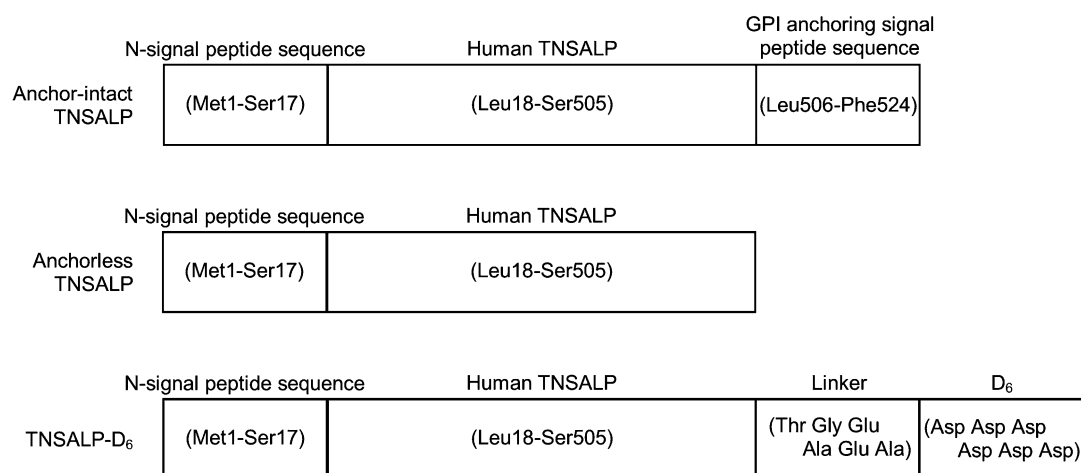 GPI anchoring signal
N-signal peptide sequence Human TNSALP peptide sequence
Anchor-intact
TNSALP
(Met1-Ser17) (Leu18-Ser505) (Leu506-Phe524)
N-signal peptide sequence Human TNSALP
Anchorless
TNSALP
(Met1-Ser17) (Leu18-Ser505)
N-signal peptide sequence Human TNSALP Linker D6
TNSALP-D6
(Met1-Ser17) (Leu18-Ser505)
(Thr Gly Glu
Ala Glu Ala)
(Asp Asp Asp
Asp Asp Asp)